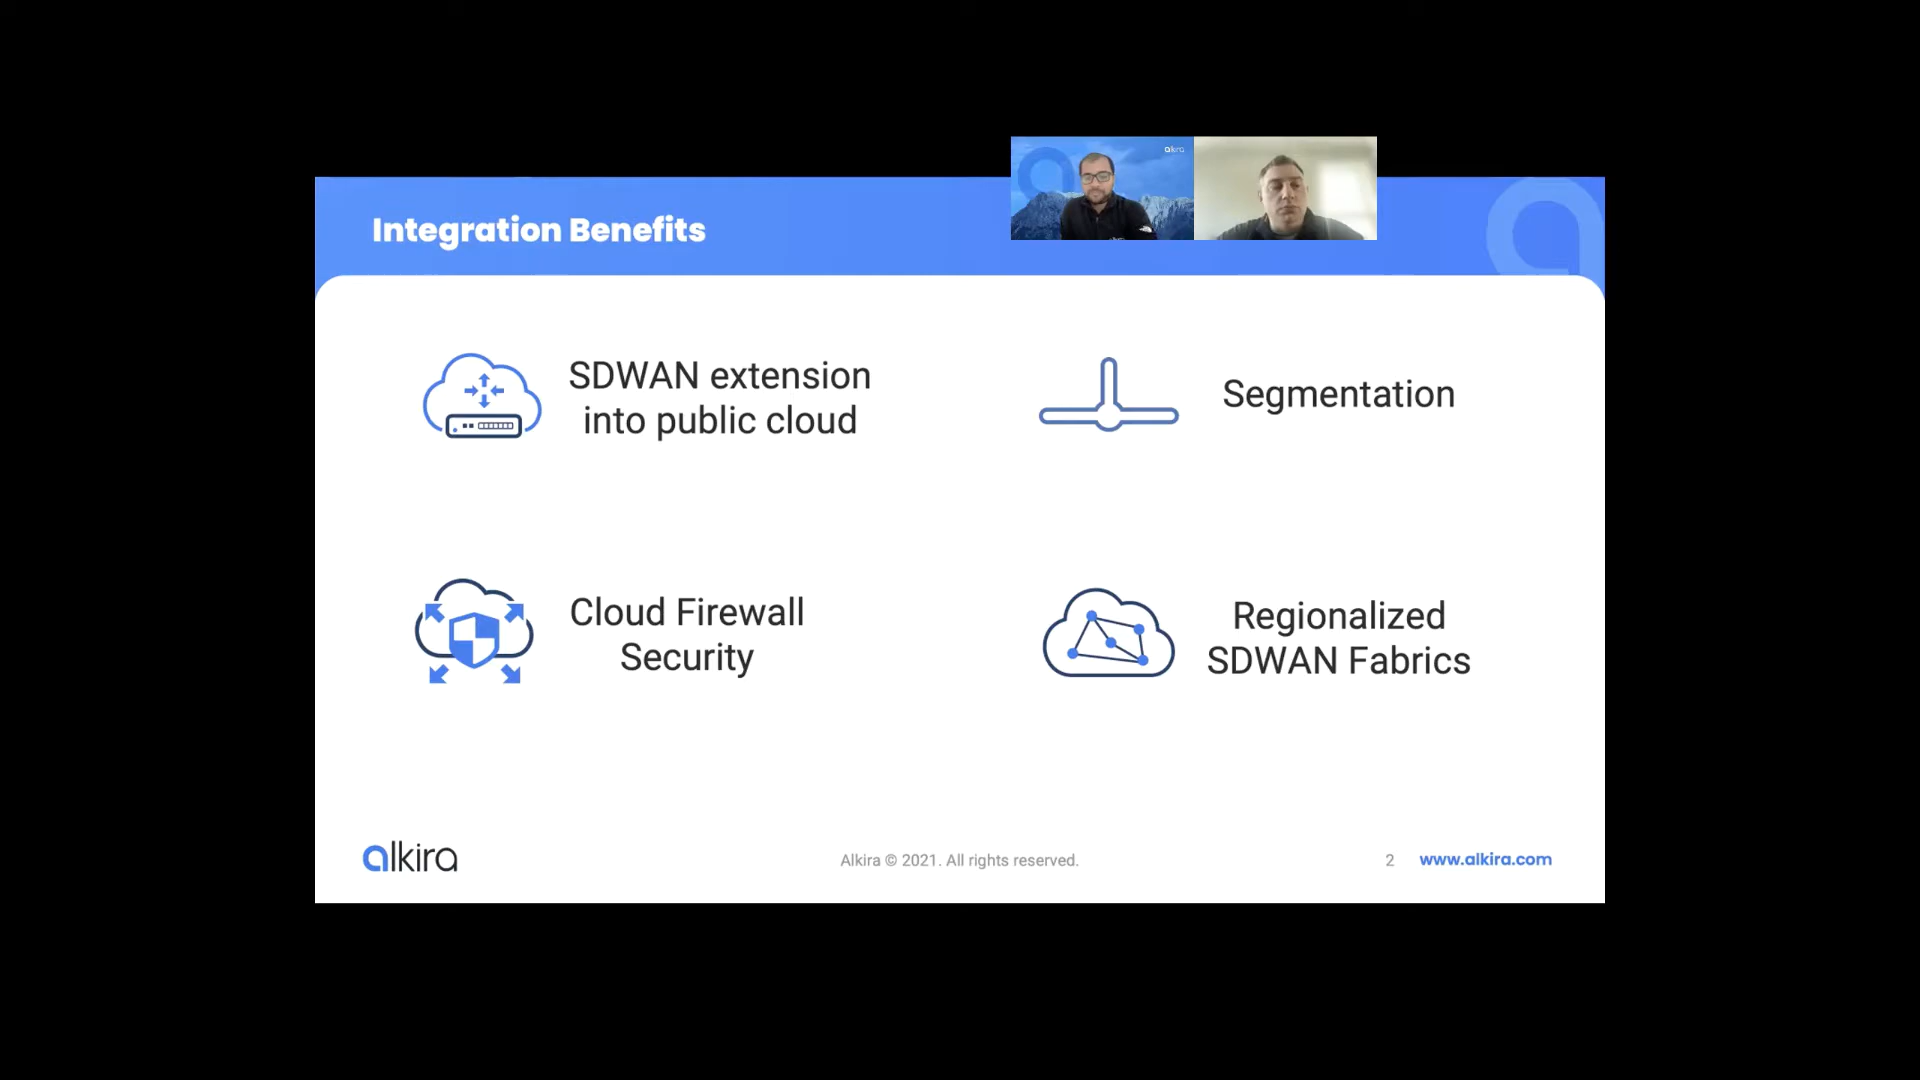 alkira
Integration Benefits
SDWAN extension
into public cloud
Segmentation
Cloud Firewall
Security
Regionalized
SDWAN Fabrics
alkira
Alkira © 2021. All rights reserved.
2
www.alkira.com